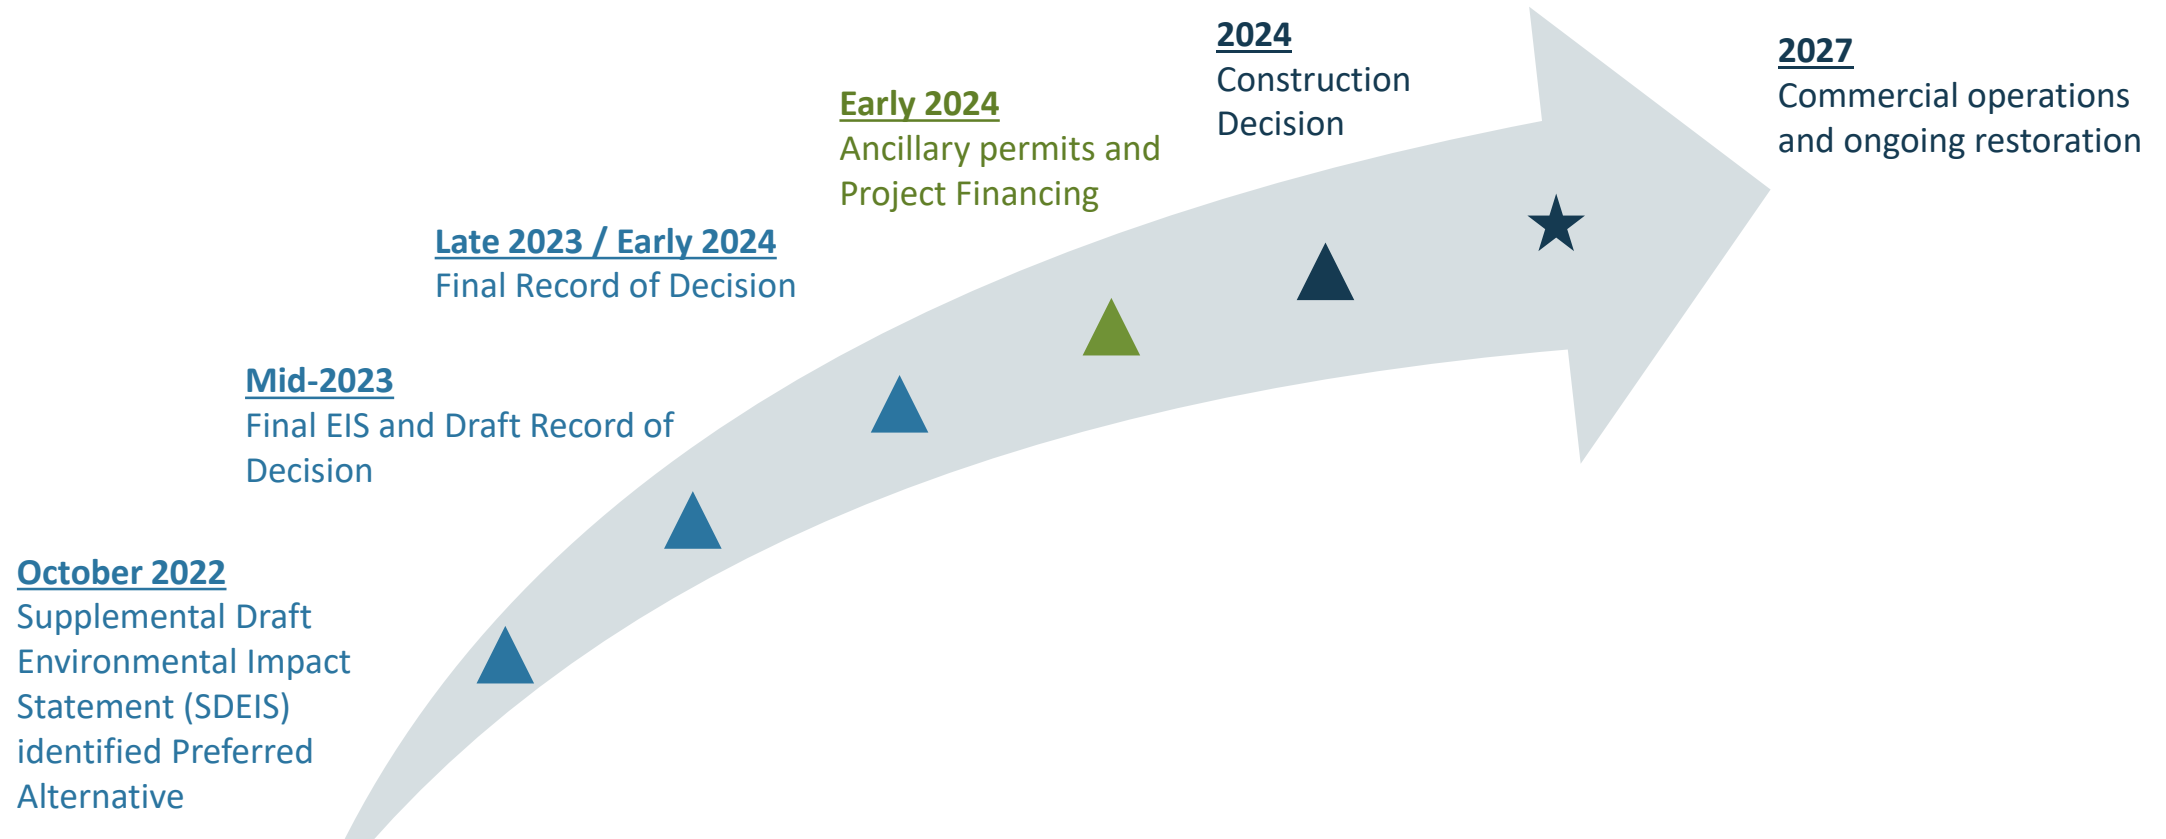 October 2022
Supplemental Draft
Environmental Impact
Statement (SDEIS)
identified Preferred
Alternative
Mid-2023
Final EIS and Draft Record of
Decision
Late 2023 / Early 2024
Final Record of Decision
Early 2024
Ancillary permits and
Project Financing
2024
Construction
Decision
2027
Commercial operations
and ongoing restoration